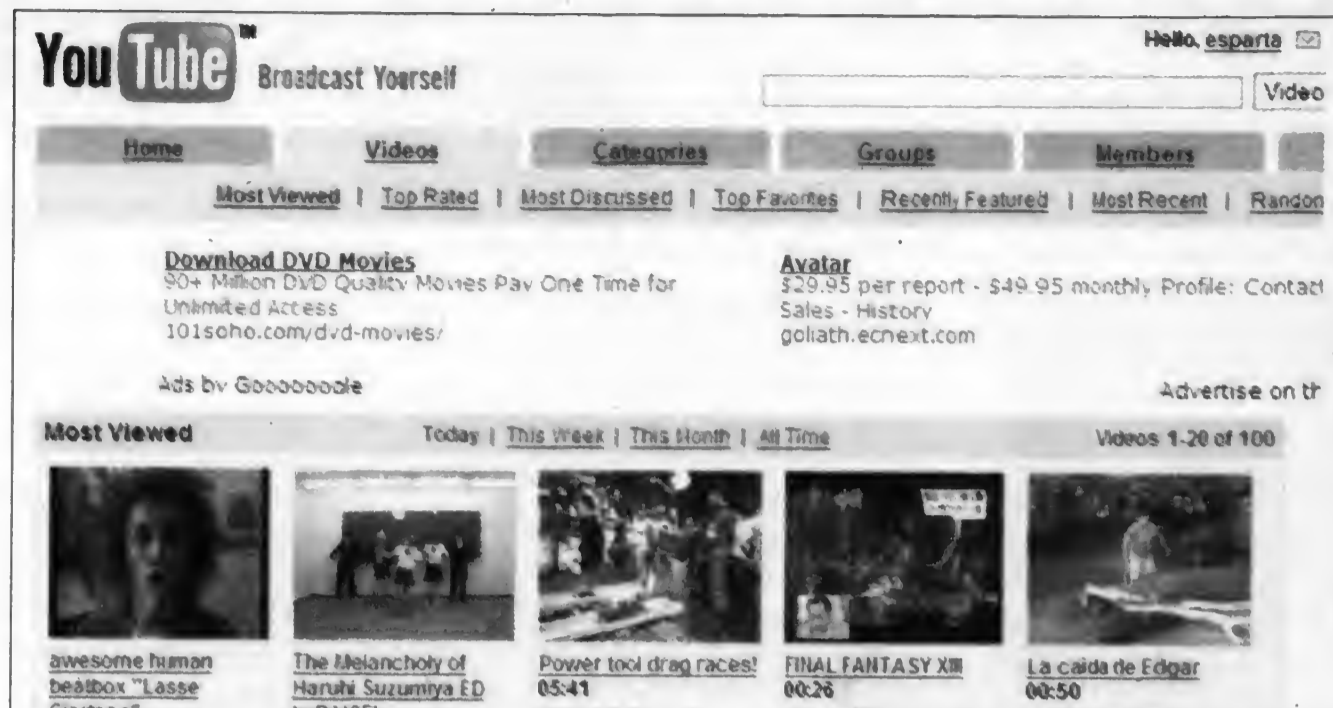 YouTube™
Broadcast Yourself
Hello, esparta
Video
Home Videos Categories Groups Members
Most Viewed | Top Rated | Most Discussed | Top Favorites | Recently Featured | Most Recent | Randon
Download DVD Movies
90+ Million DVD Quality Movies Pay One Time for
Unlimited Access
101soho.com/dvd-movies/
Avatar
$29.95 per report - $49.95 monthly Profile: Contact
Sales - History
goliath.ecnext.com
Ads by Goooooogle
Advertise on th
Most Viewed Today | This Week | This Month | All Time Videos 1-20 of 100
awesome human
beatbox "Lasse
The Melancholy of
Haruhi Suzumiya ED
Power tool drag races!
05:41
FINAL FANTASY XIII
00:26
La caida de Edgar
00:50